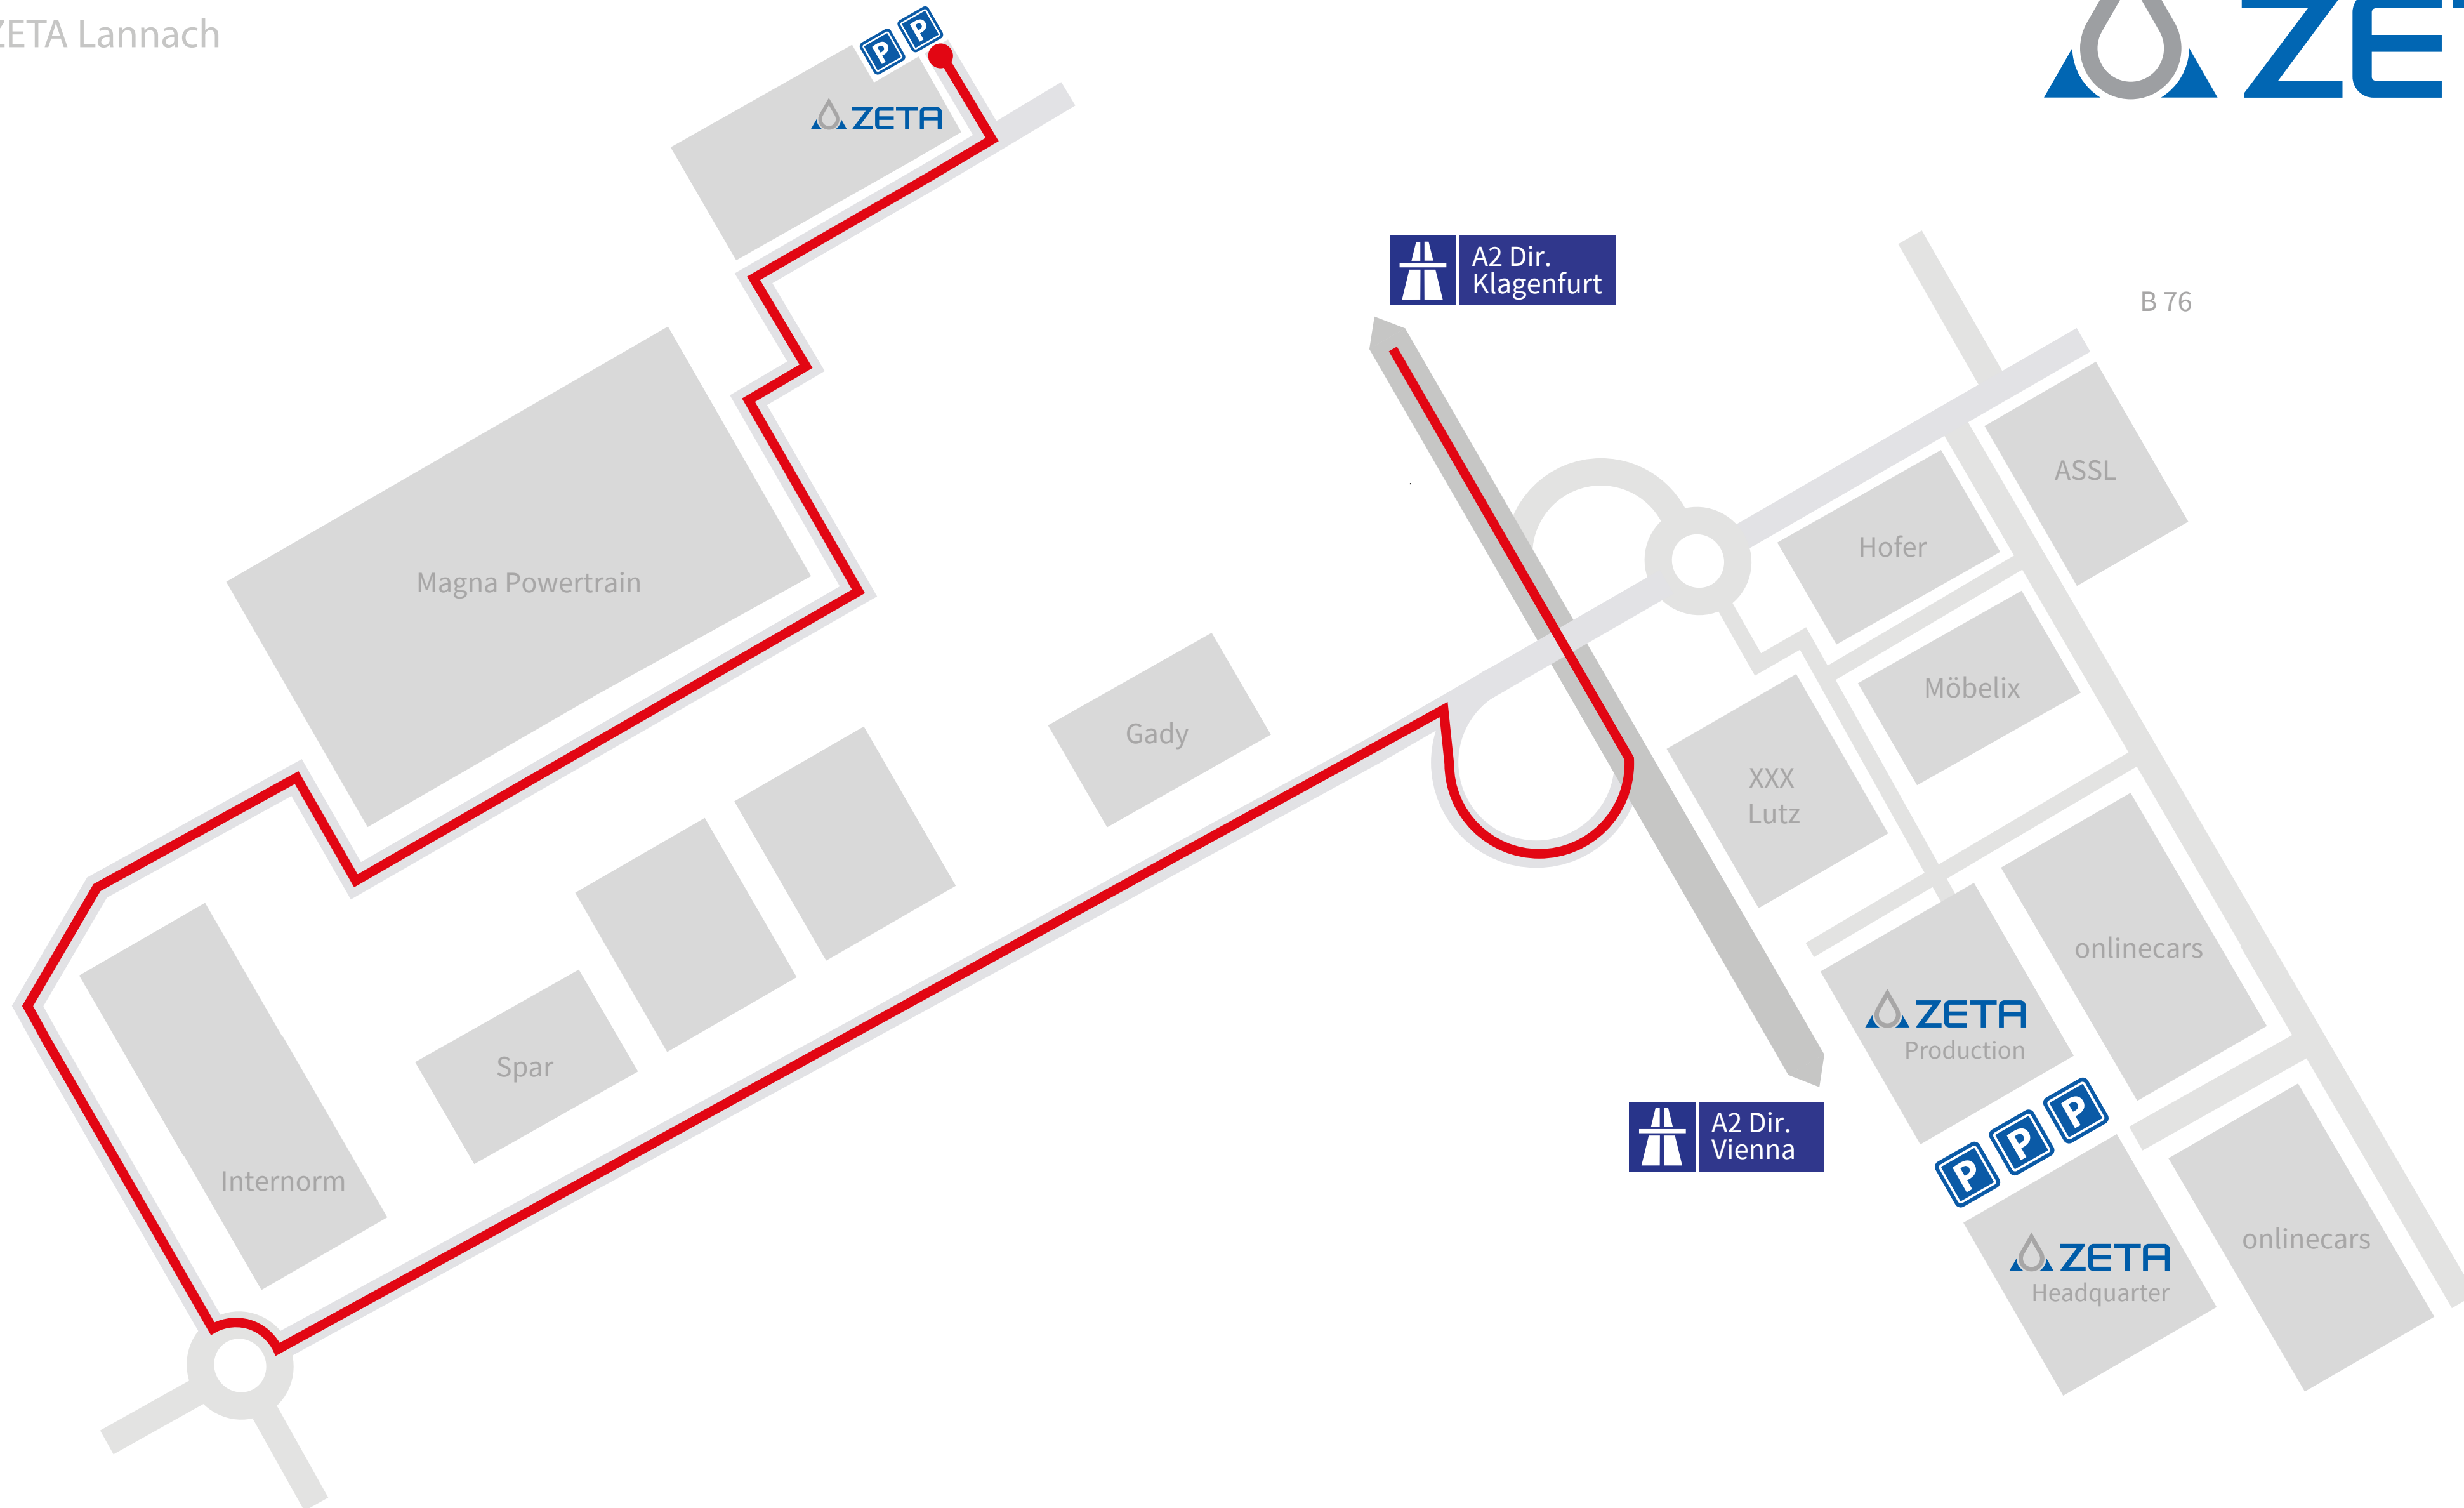 ZETA Lannach
P
P
ZETA
A2 Dir.
Klagenfurt
B 76
ASSL
Hofer
Magna Powertrain
Möbelix
Gady
XXX
Lutz
onlinecars
ZETA
Production
Spar
P
P
P
A2 Dir.
Vienna
Internorm
onlinecars
ZETA
Headquarter